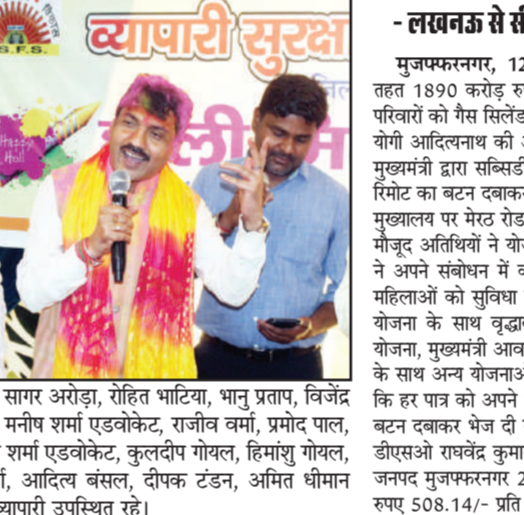 S.F.S.
व्यापारी सुरक्षा
Happy
Holi
सागर अरोड़ा, रोहित भाटिया, भानु प्रताप, विजेंद्र
मनीष शर्मा एडवोकेट, राजीव वर्मा, प्रमोद पाल,
शर्मा एडवोकेट, कुलदीप गोयल, हिमांशु गोयल,
आदित्य बंसल, दीपक टंडन, अमित धीमान
व्यापारी उपस्थित रहे।
- लखनऊ से सी
मुजफ्फरनगर, 12
तहत 1890 करोड़ रु
परिवारों को गैस सिलेंड
योगी आदित्यनाथ की अ
मुख्यमंत्री द्वारा सब्सिडी
रिमोट का बटन दबाकर
मुख्यालय पर मेरठ रोड
मौजूद अतिथियों ने योज
ने अपने संबोधन में क
महिलाओं को सुविधा
योजना के साथ वृद्धा
योजना, मुख्यमंत्री आव
के साथ अन्य योजनाअ
कि हर पात्र को अपने
बटन दबाकर भेज दी
डीएसओ राघवेंद्र कुमा
जनपद मुजफ्फरनगर 2
रुपए 508.14/- प्रति